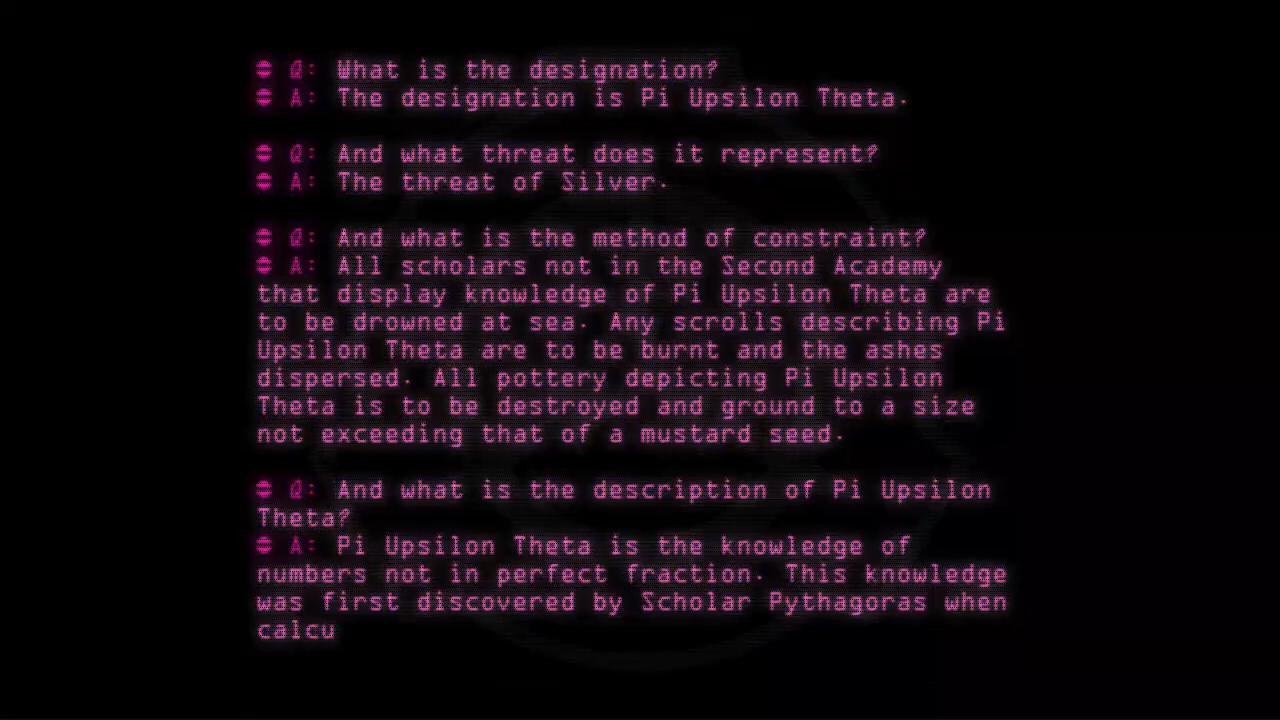 Q: What is the designation?
A: The designation is Pi Upsilon Theta.
Q: And what threat does it represent?
A: The threat of Silver.
Q: And what is the method of constraint?
A: All scholars not in the Second Academy
that display knowledge of Pi Upsilon Theta are
to be drowned at sea. Any scrolls describing Pi
Upsilon Theta are to be burnt and the ashes
dispersed. All pottery depicting Pi Upsilon
Theta is to be destroyed and ground to a size
not exceeding that of a mustard seed.
Q: And what is the description of Pi Upsilon
Theta?
A: Pi Upsilon Theta is the knowledge of
numbers not in perfect fraction. This knowledge
was first discovered by Scholar Pythagoras when
calcu